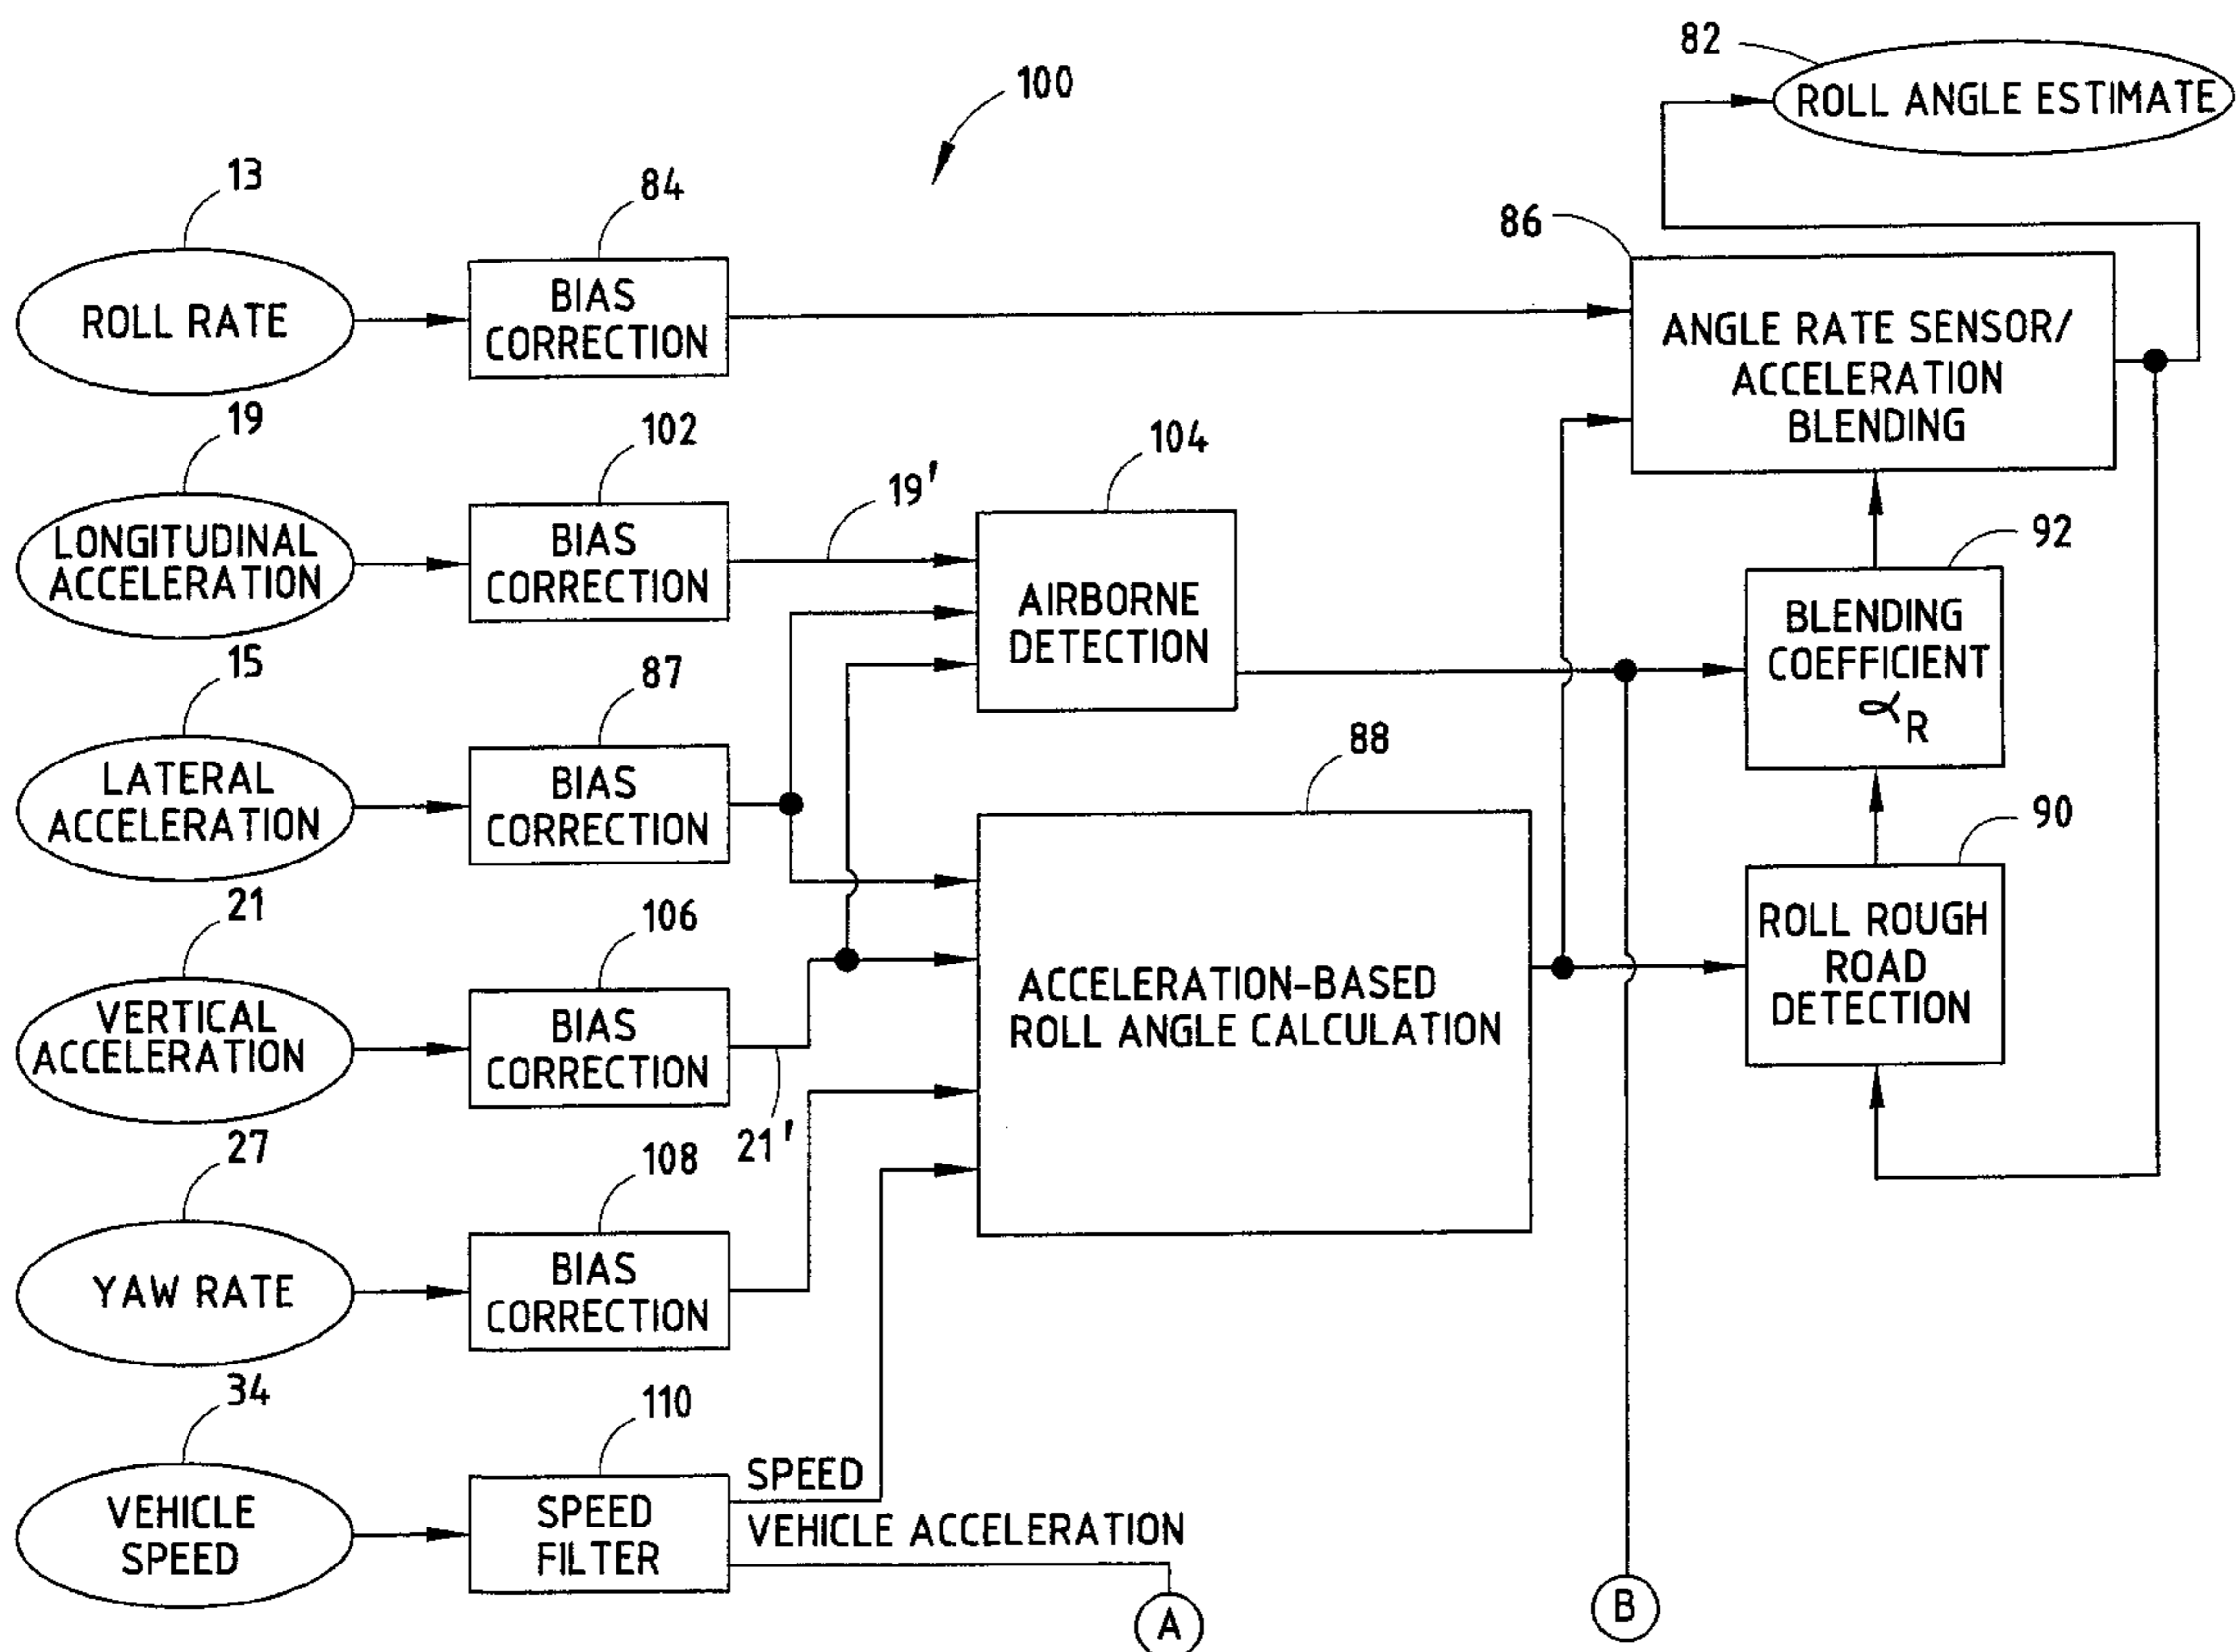 82
ROLL ANGLE ESTIMATE
100
13
ROLL RATE
84
BIAS
CORRECTION
86
ANGLE RATE SENSOR/
ACCELERATION
BLENDING
19
LONGITUDINAL
ACCELERATION
102
BIAS
CORRECTION
19'
104
AIRBORNE
DETECTION
92
BLENDING
COEFFICIENT
αR
15
LATERAL
ACCELERATION
87
BIAS
CORRECTION
88
ACCELERATION-BASED
ROLL ANGLE CALCULATION
90
ROLL ROUGH
ROAD
DETECTION
21
VERTICAL
ACCELERATION
106
BIAS
CORRECTION
21'
27
YAW RATE
108
BIAS
CORRECTION
34
VEHICLE
SPEED
110
SPEED
FILTER
SPEED
VEHICLE ACCELERATION
A
B